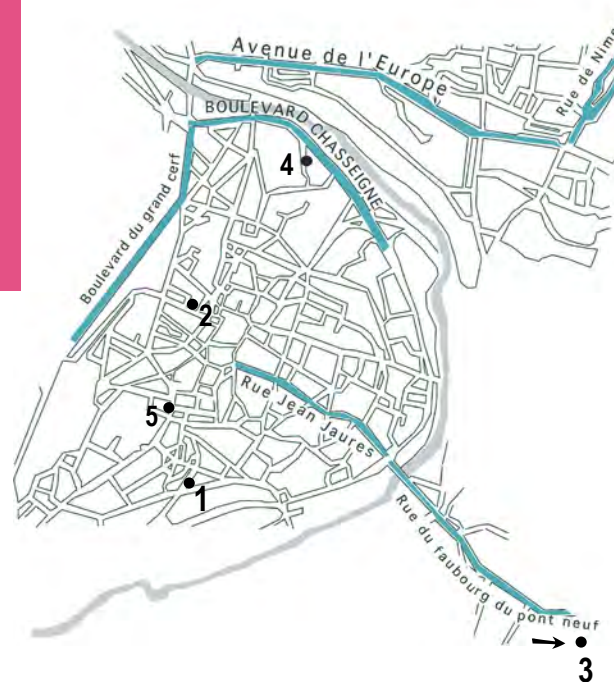 Avenue de l'Europe
Rue de Nime
BOULEVARD CHASSEIGNE
4
Boulevard du grand cerf
2
Rue Jean Jaures
5
1
Rue du faubourg du pont neuf
3